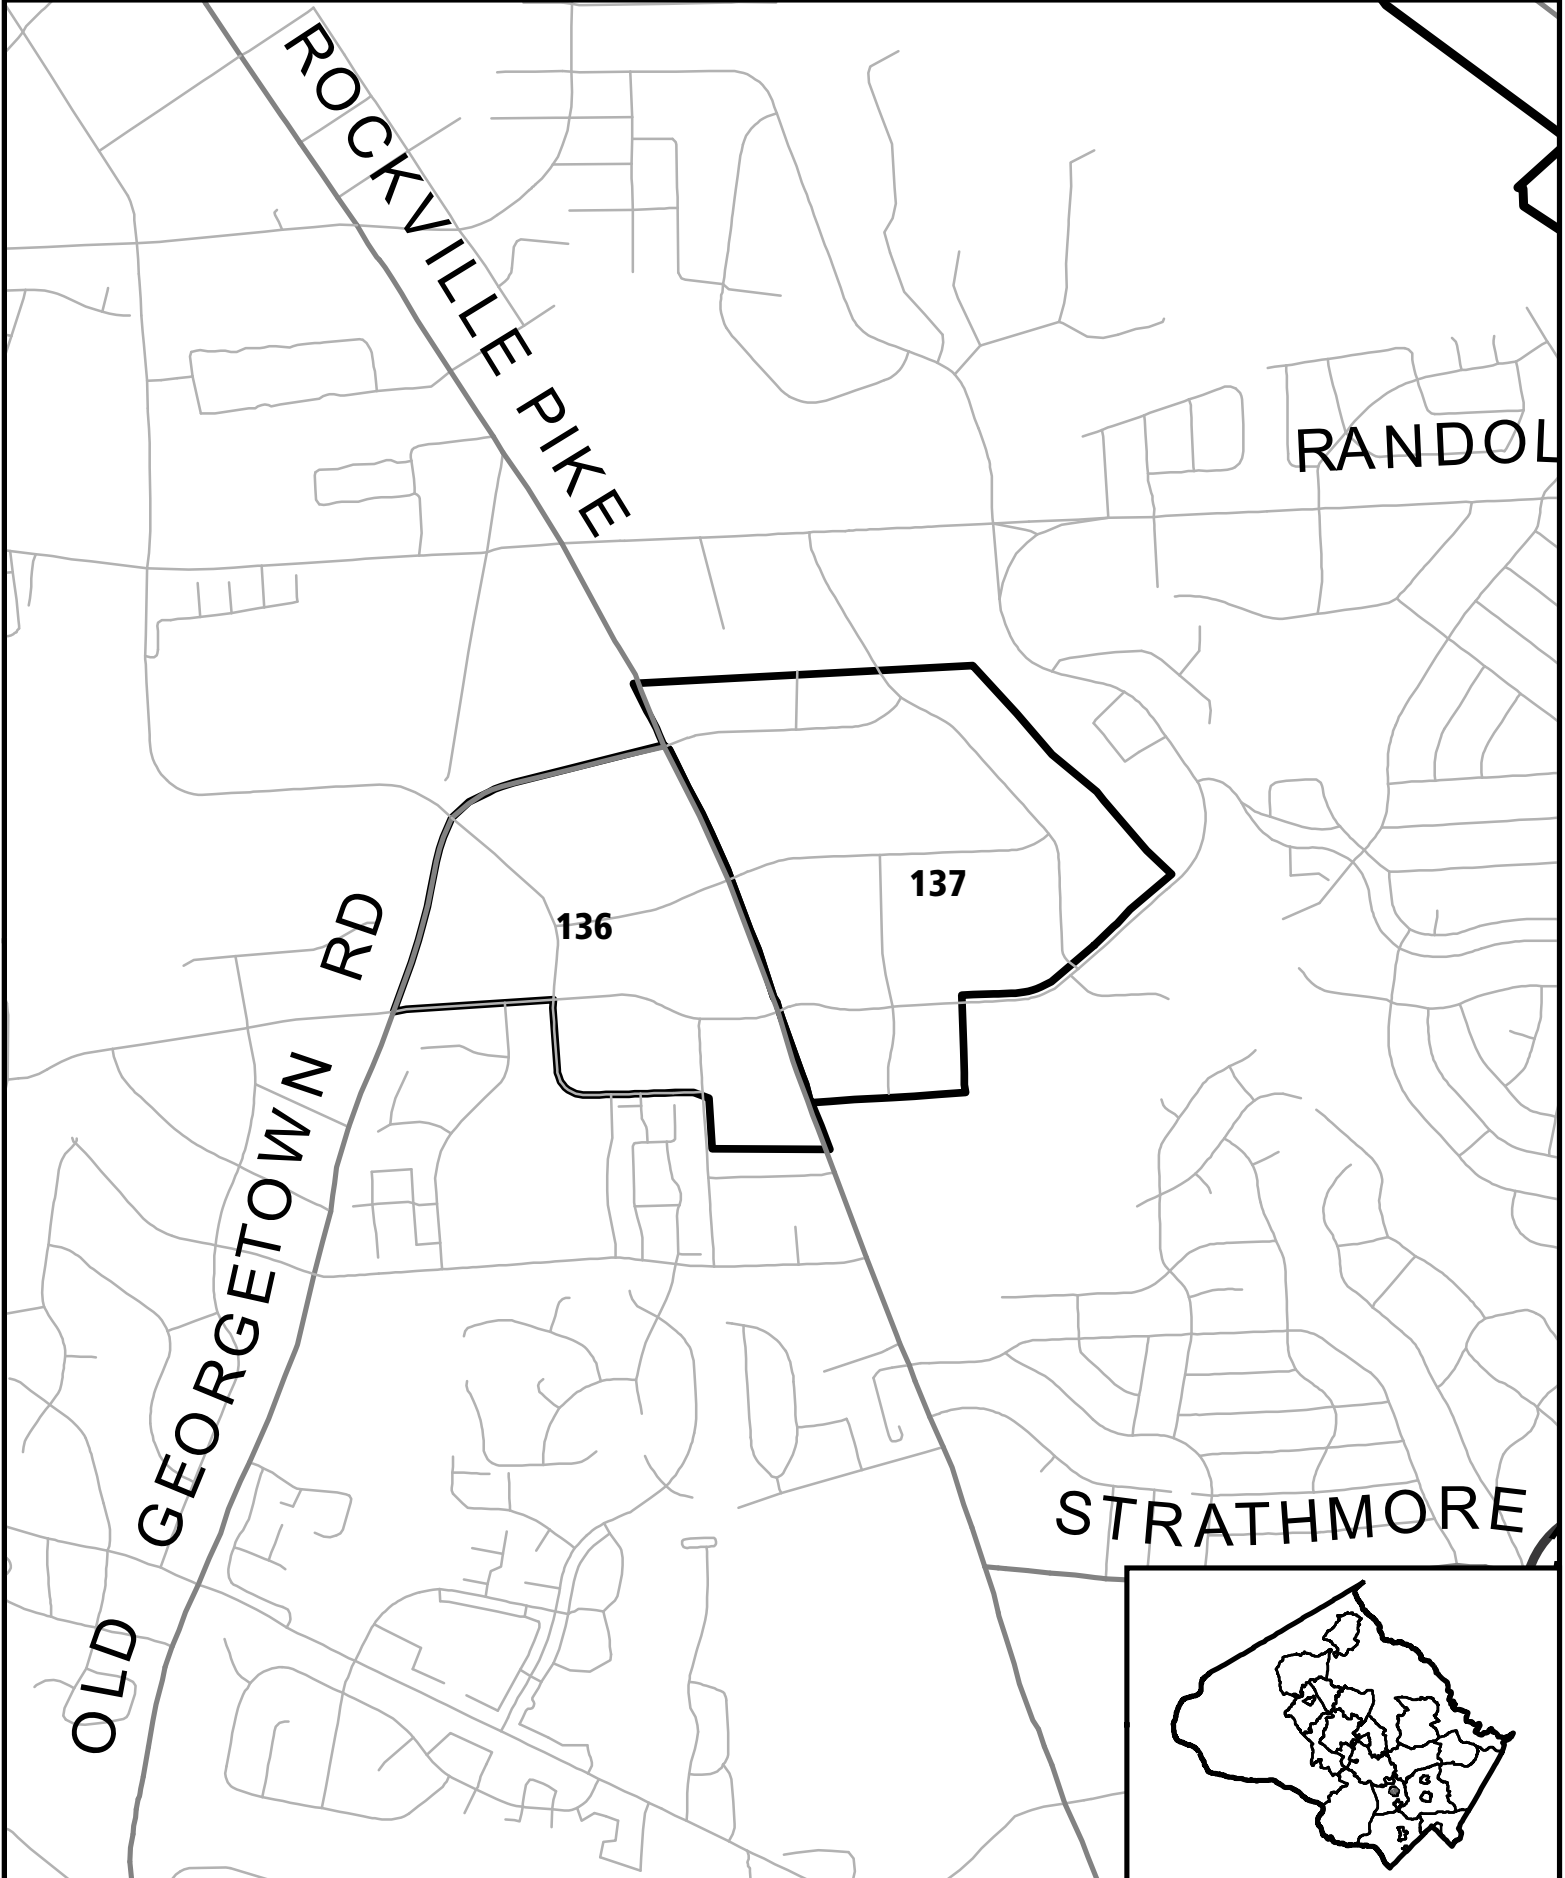 ROCKVILLE PIKE
RANDOL
137
136
OLD GEORGETOWN RD
STRATHMORE